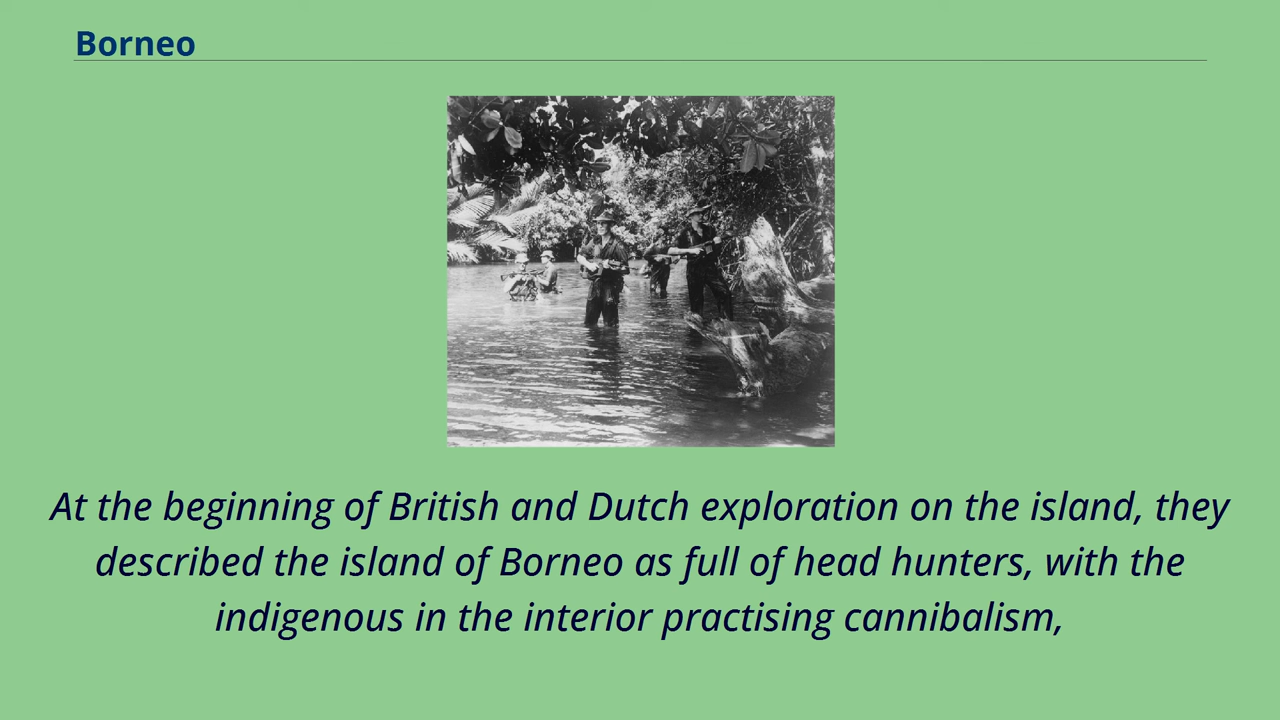 Borneo
At the beginning of British and Dutch exploration on the island, they
described the island of Borneo as full of head hunters, with the
indigenous in the interior practising cannibalism,